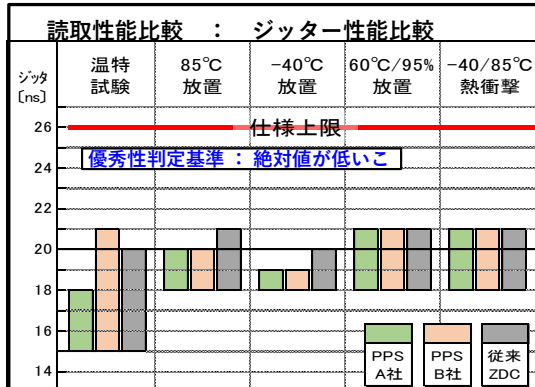 読取性能比較 ： ジッター性能比較
ｼﾞｯﾀ
[ns]
温特
試験
85℃
放置
-40℃
放置
60℃/95%
放置
-40/85℃
熱衝撃
26
仕様上限
24
優秀性判定基準 ： 絶対値が低いこ
22
20
18
16
14
PPS
A社
PPS
B社
従来
ZDC